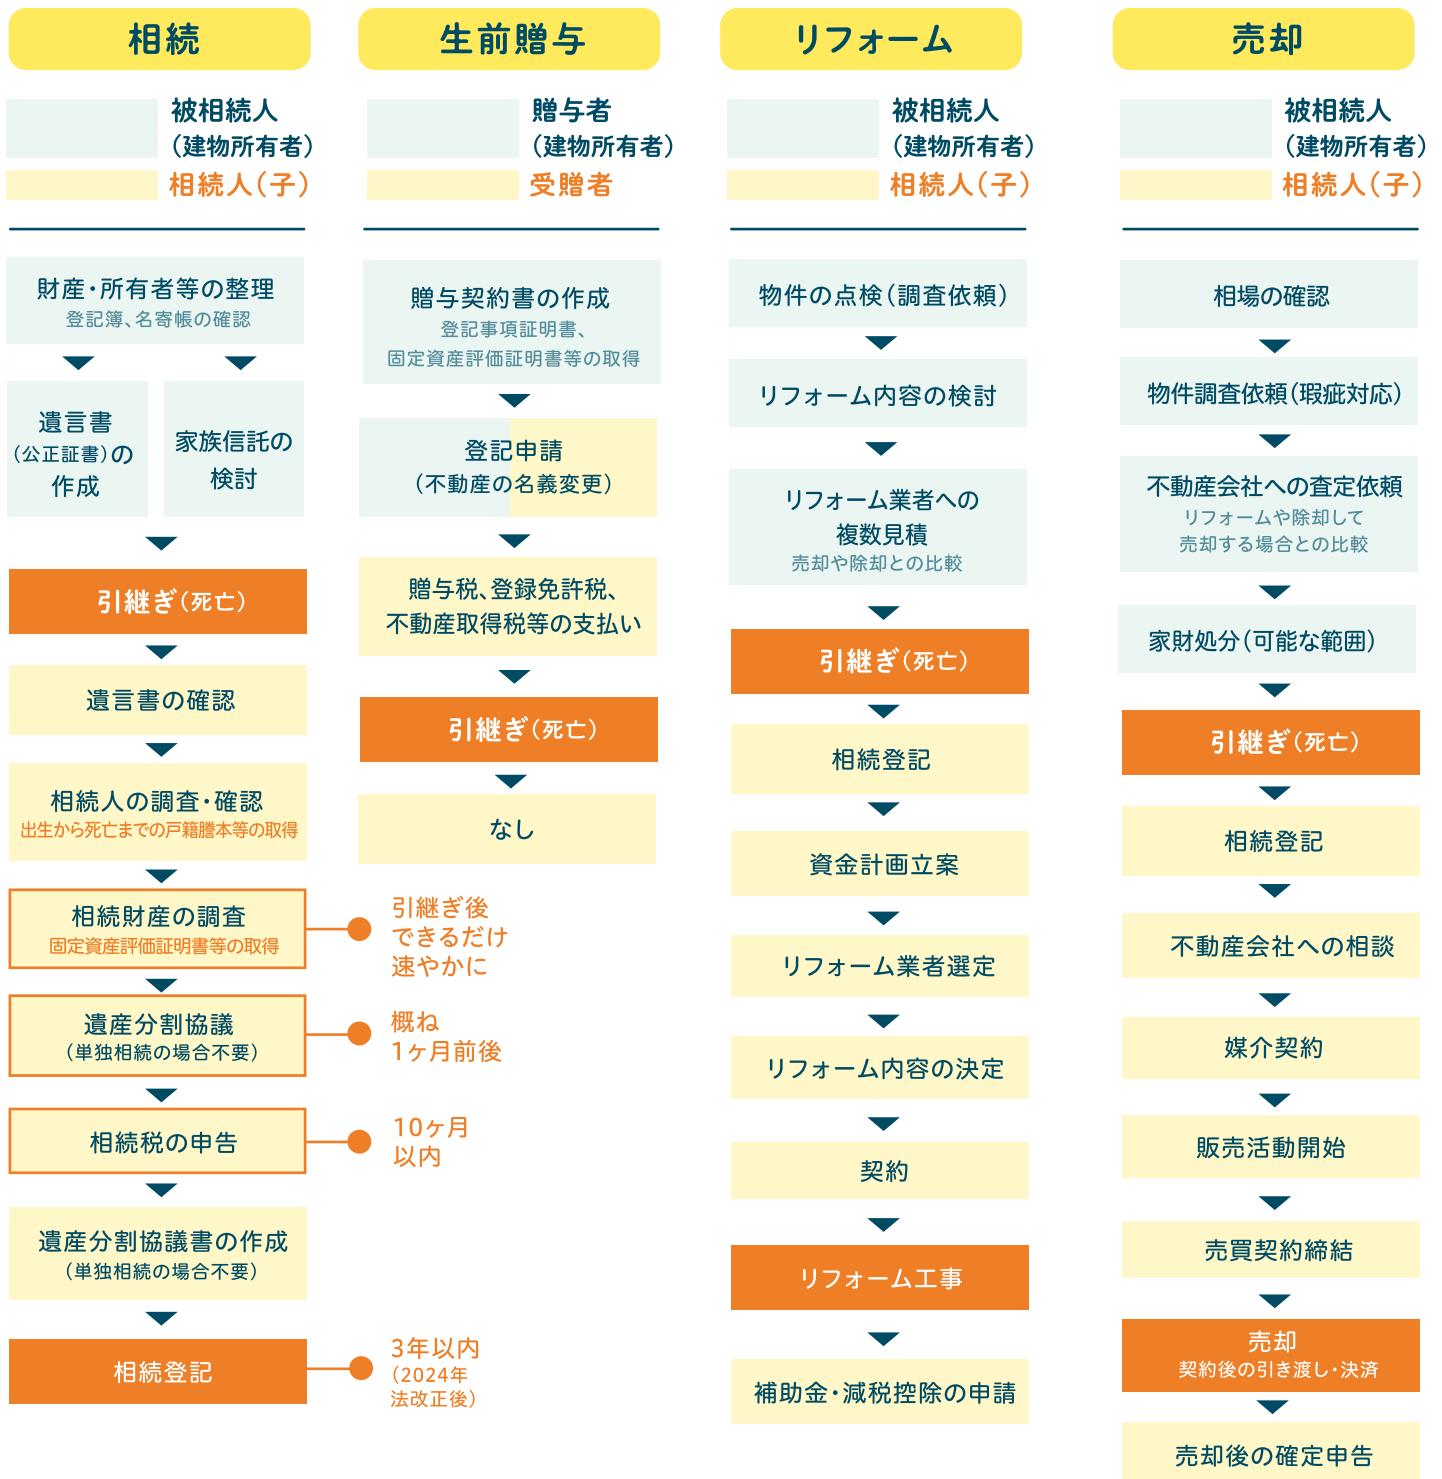 相続
被相続人
（建物所有者）
相続人（子）
財産・所有者等の整理
登記簿、名寄帳の確認
遺言書
（公正証書）の
作成
家族信託の
検討
引継ぎ（死亡）
遺言書の確認
相続人の調査・確認
出生から死亡までの戸籍謄本等の取得
相続財産の調査
固定資産評価証明書等の取得
引継ぎ後
できるだけ
速やかに
遺産分割協議
（単独相続の場合不要）
概ね
1ヶ月前後
相続税の申告
10ヶ月
以内
遺産分割協議書の作成
（単独相続の場合不要）
相続登記
3年以内
（2024年
法改正後）
生前贈与
贈与者
（建物所有者）
受贈者
贈与契約書の作成
登記事項証明書、
固定資産評価証明書等の取得
登記申請
（不動産の名義変更）
贈与税、登録免許税、
不動産取得税等の支払い
引継ぎ（死亡）
なし
リフォーム
被相続人
（建物所有者）
相続人（子）
物件の点検（調査依頼）
リフォーム内容の検討
リフォーム業者への
複数見積
売却や除却との比較
引継ぎ（死亡）
相続登記
資金計画立案
リフォーム業者選定
リフォーム内容の決定
契約
リフォーム工事
補助金・減税控除の申請
売却
被相続人
（建物所有者）
相続人（子）
相場の確認
物件調査依頼（瑕疵対応）
不動産会社への査定依頼
リフォームや除却して
売却する場合との比較
家財処分（可能な範囲）
引継ぎ（死亡）
相続登記
不動産会社への相談
媒介契約
販売活動開始
売買契約締結
売却
契約後の引き渡し・決済
売却後の確定申告